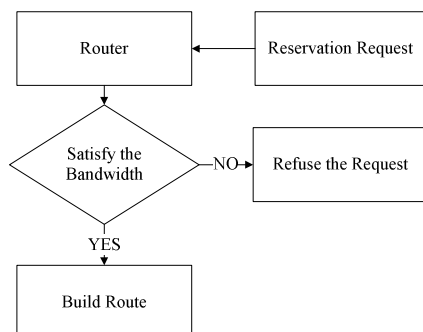 Router
Reservation Request
Satisfy the
Bandwidth
NO
Refuse the Request
YES
Build Route